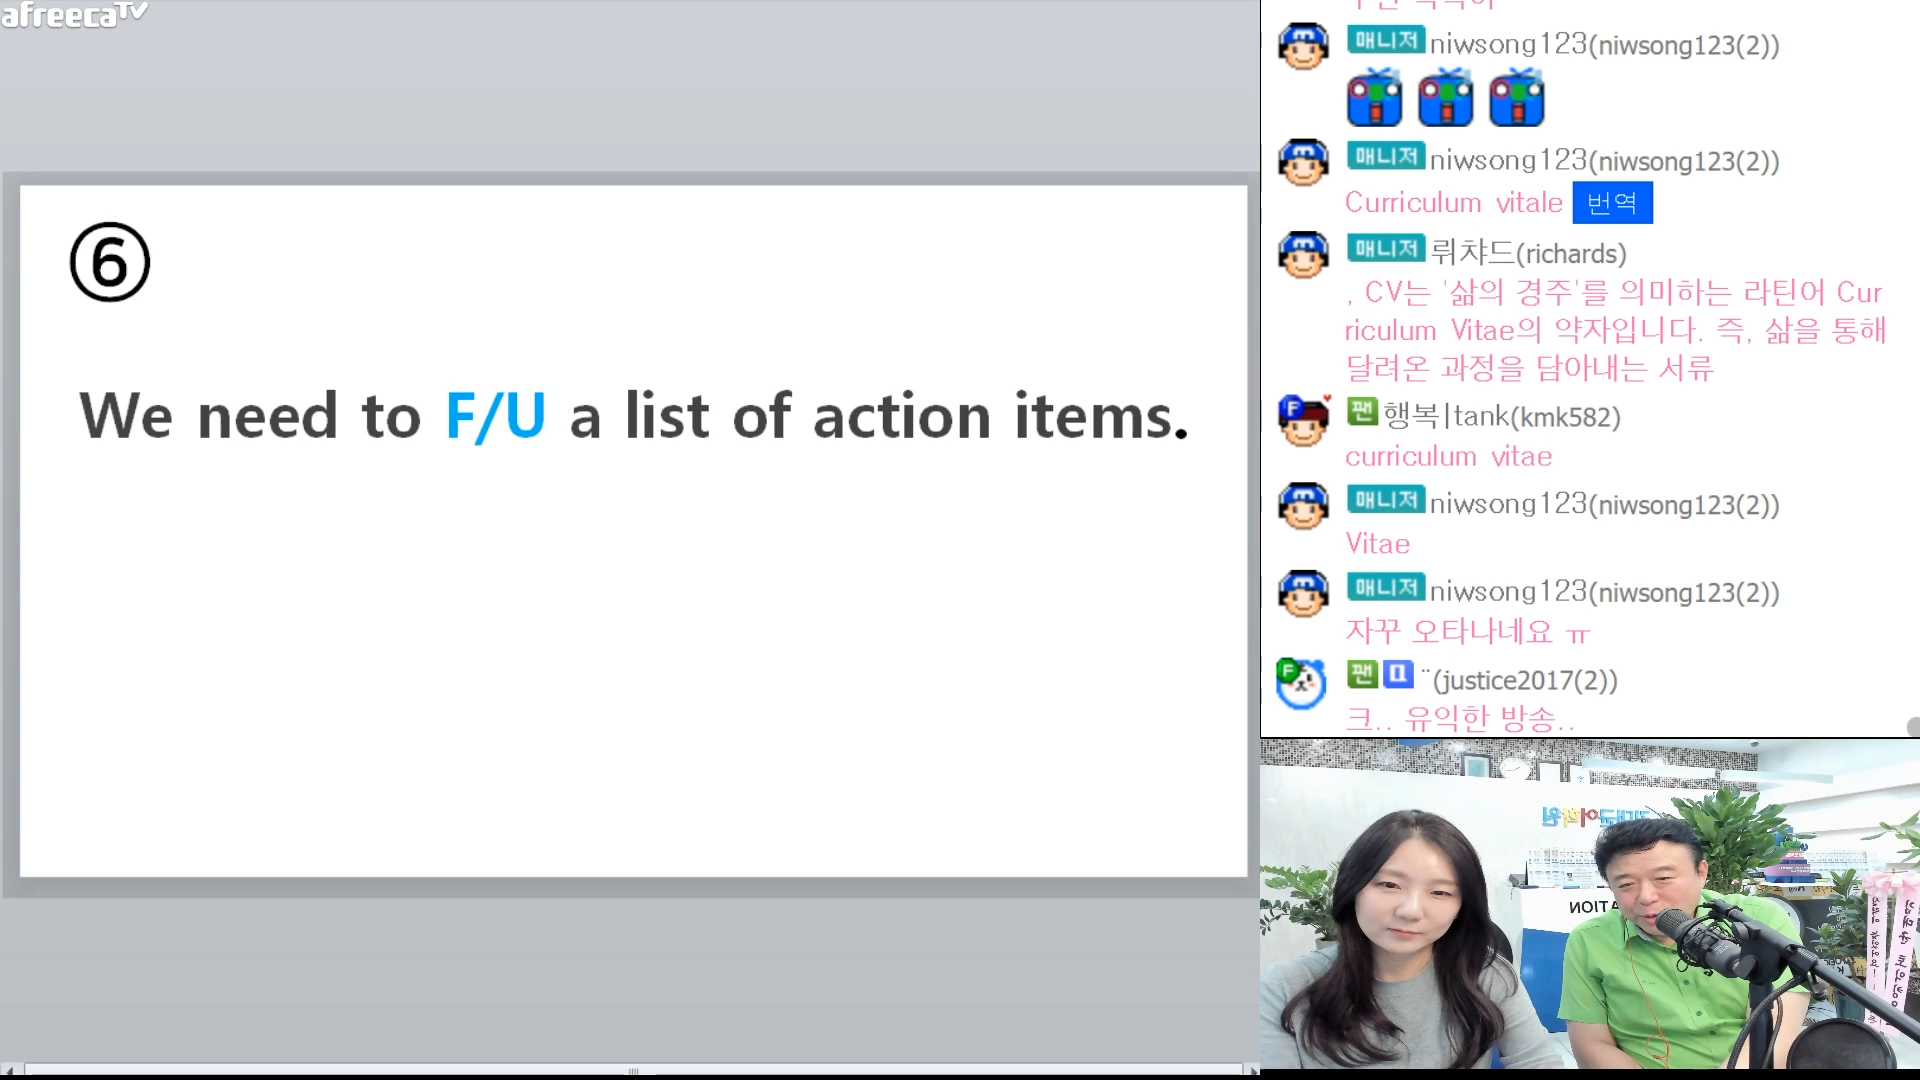 afreecaTV
⑥
We need to F/U a list of action items.
매니저 niwsong123(niwsong123(2))
매니저 niwsong123(niwsong123(2))
Curriculum vitale 번역
매니저 뤄챠드(richards)
, CV는 '삶의 경주'를 의미하는 라틴어 Cur
riculum Vitae의 약자입니다. 즉, 삶을 통해
달려온 과정을 담아내는 서류
팬 행복|tank(kmk582)
curriculum vitae
매니저 niwsong123(niwsong123(2))
Vitae
매니저 niwsong123(niwsong123(2))
자꾸 오타나네요 ㅠ
팬 ¨(justice2017(2))
크.. 유익한 방송..